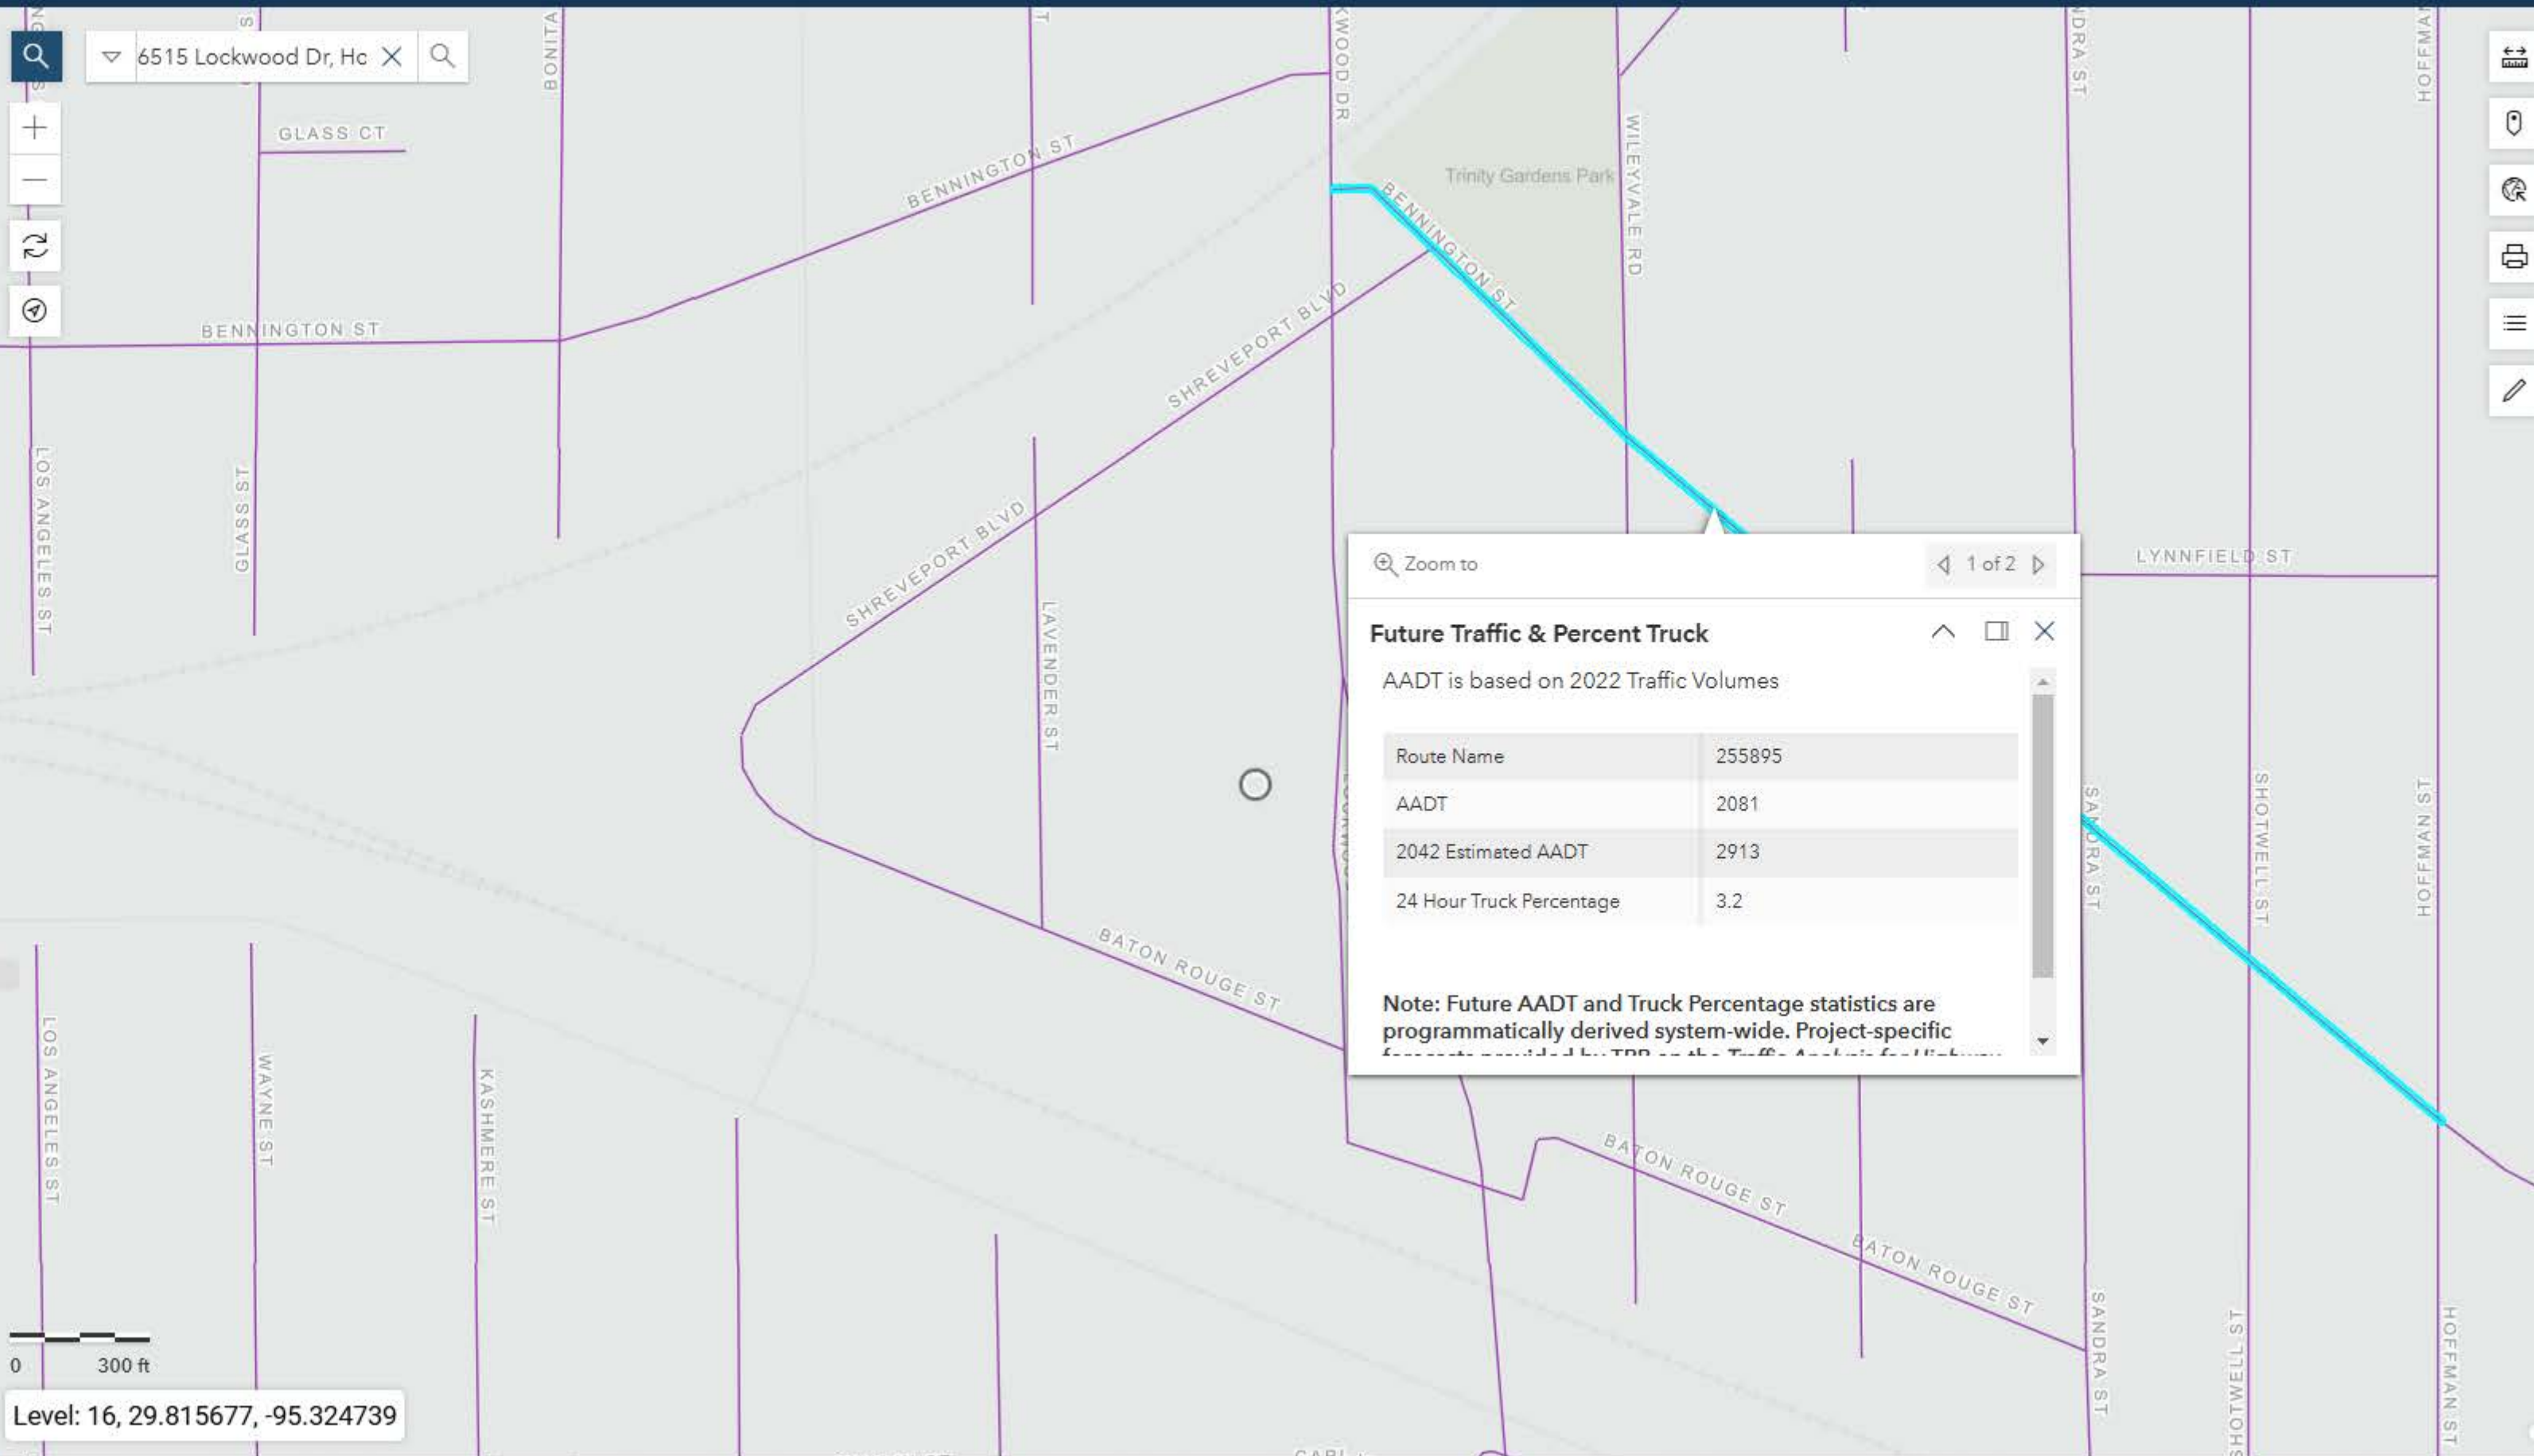 6515 Lockwood Dr, Hc
BONITA
KWOOD DR
NDRA ST
HOFFMAN
GLASS CT
BENNINGTON ST
Trinity Gardens Park
WILEYVALE RD
BENNINGTON ST
BENNINGTON ST
SHREVEPORT BLVD
LOS ANGELES ST
GLASS ST
SHREVEPORT BLVD
LAVENDER ST
LYNNFIELD ST
Zoom to
1 of 2
Future Traffic & Percent Truck
AADT is based on 2022 Traffic Volumes
Route Name 255895
AADT 2081
2042 Estimated AADT 2913
24 Hour Truck Percentage 3.2
Note: Future AADT and Truck Percentage statistics are
programmatically derived system-wide. Project-specific
SANDRA ST
SHOTWELL ST
HOFFMAN ST
BATON ROUGE ST
LOS ANGELES ST
WAYNE ST
KASHMERE ST
BATON ROUGE ST
BATON ROUGE ST
SANDRA ST
SHOTWELL ST
HOFFMAN ST
0 300 ft
Level: 16, 29.815677, -95.324739